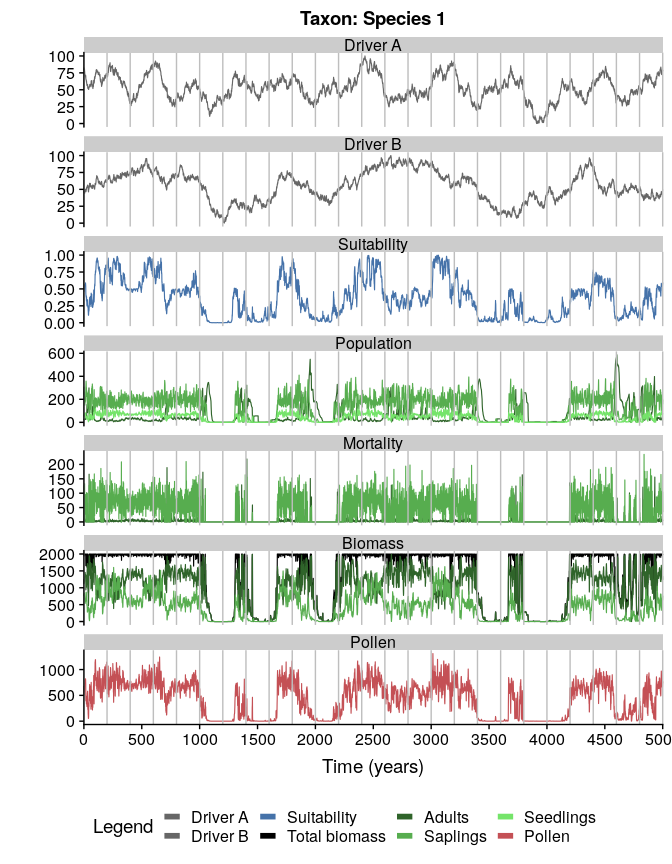 Taxon: Species 1
Driver A
100
75
50
25
0
Driver B
100
75
50
25
0
Suitability
1.00
0.75
0.50
0.25
0.00
Population
600
400
200
0
Mortality
200
150
100
50
0
Biomass
2000
1500
1000
500
0
Pollen
1000
500
0
0 500 1000 1500 2000 2500 3000 3500 4000 4500 500
Time (years)
Legend
Driver A Suitability Adults Seedlings
Driver B Total biomass Saplings Pollen